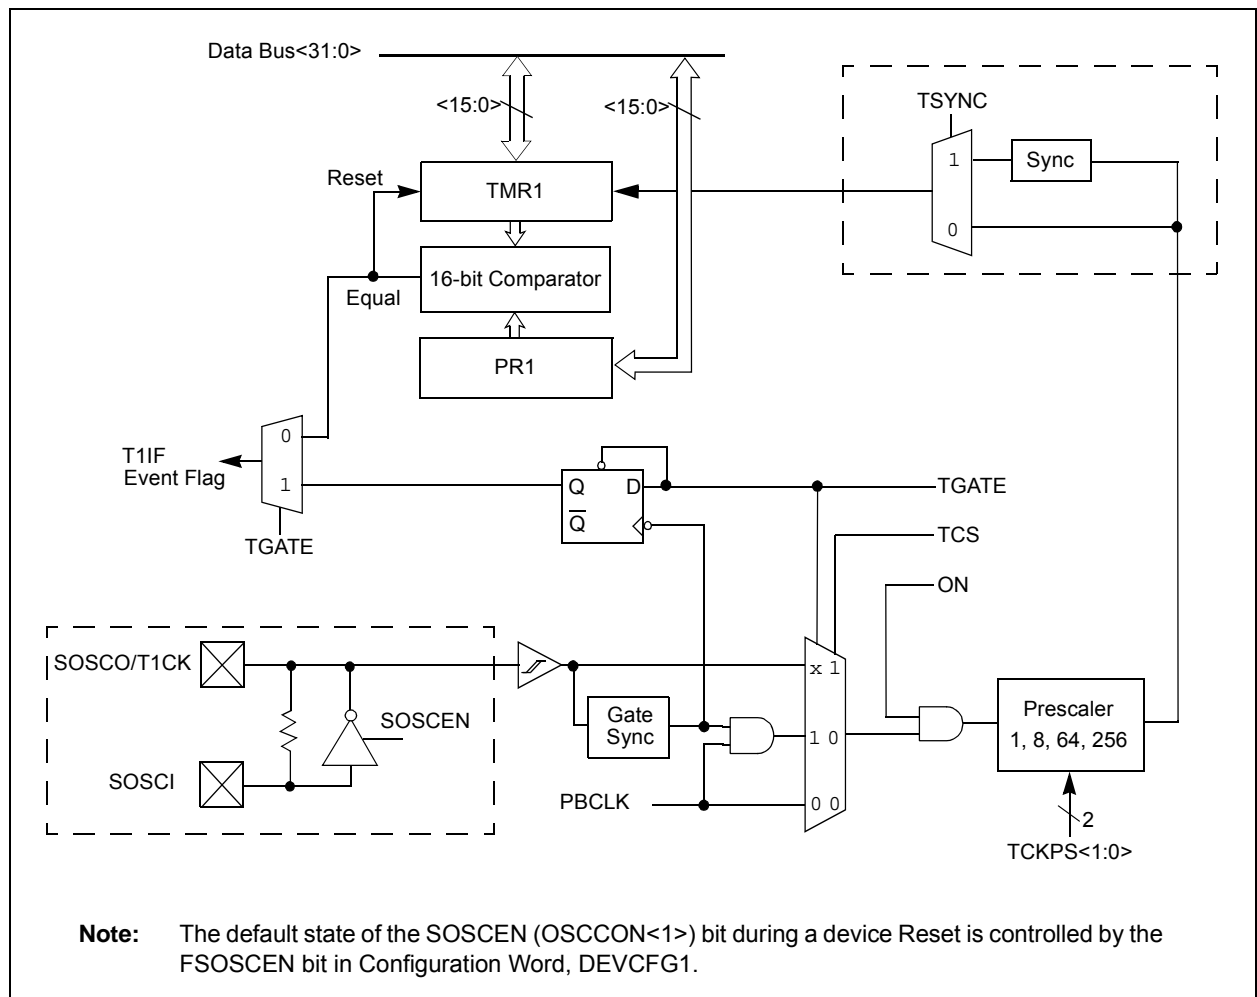 Data Bus<31:0>
<15:0>
<15:0>
TSYNC
1
Sync
0
Reset
TMR1
16-bit Comparator
Equal
PR1
0
1
T1IF
Event Flag
TGATE
Q
D
Q̅
TGATE
TCS
ON
SOSCO/T1CK
SOSCEN
SOSCI
Gate
Sync
PBCLK
x 1
1 0
0 0
Prescaler
1, 8, 64, 256
2
TCKPS<1:0>
Note: The default state of the SOSCEN (OSCCON<1>) bit during a device Reset is controlled by the
FSOSCEN bit in Configuration Word, DEVCFG1.